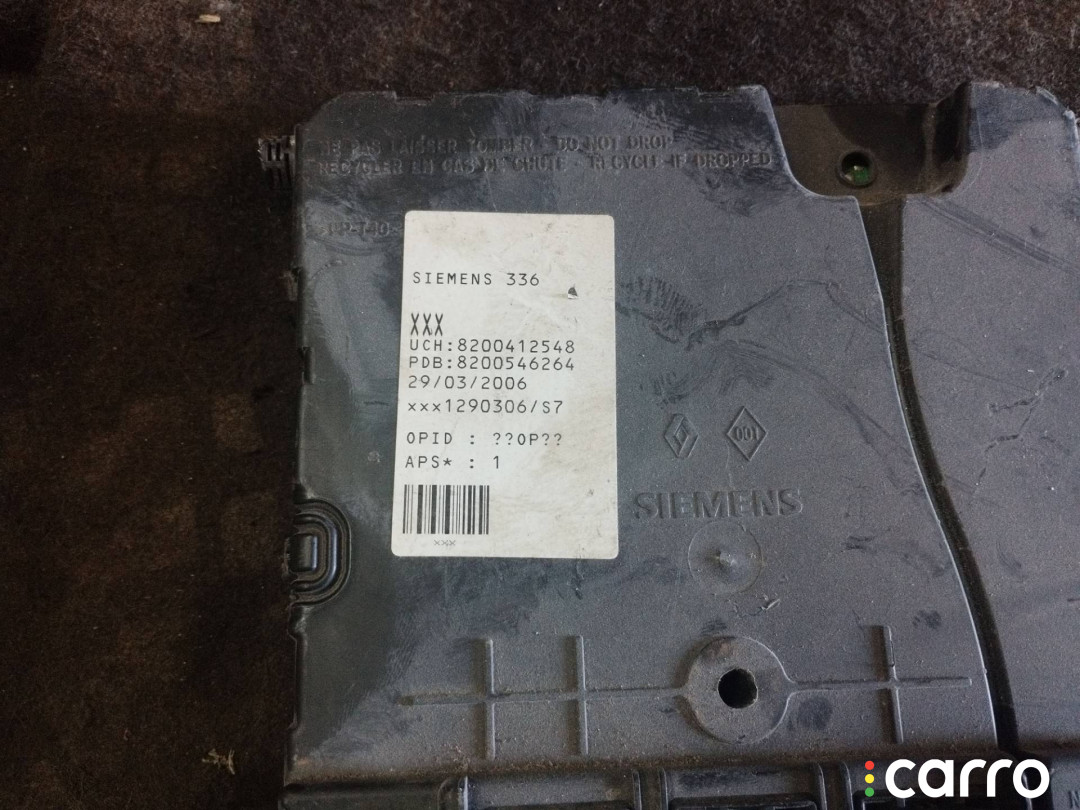 NE PAS LAISSER TOMBER - DO NOT DROP
RECYCLER EN CAS DE CHUTE - RECYCLE IF DROPPED
SIEMENS 336
XXX
UCH:8200412548
PDB:8200546264
29/03/2006
xxx1290306/S7
OPID : ??OP??
APS* : 1
xxx
001
SIEMENS
carro